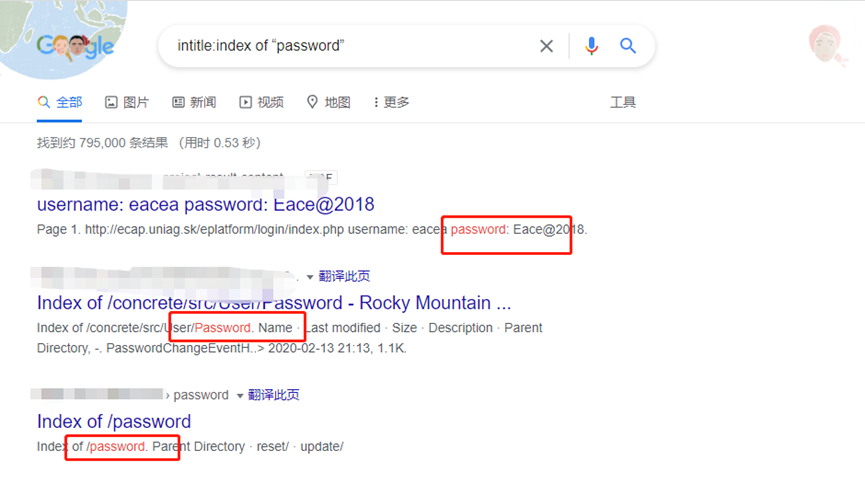 Google
intitle:index of “password”
全部 图片 新闻 视频 地图 更多 工具
找到约 795,000 条结果 （用时 0.53 秒）
username: eacea password: Eace@2018
Page 1. http://ecap.uniag.sk/eplatform/login/index.php username: eacea password: Eace@2018.
翻译此页
Index of /concrete/src/User/Password - Rocky Mountain ...
Index of /concrete/src/User/Password. Name · Last modified · Size · Description · Parent
Directory, -. PasswordChangeEventH..> 2020-02-13 21:13, 1.1K.
› password 翻译此页
Index of /password
Index of /password. Parent Directory · reset/ · update/